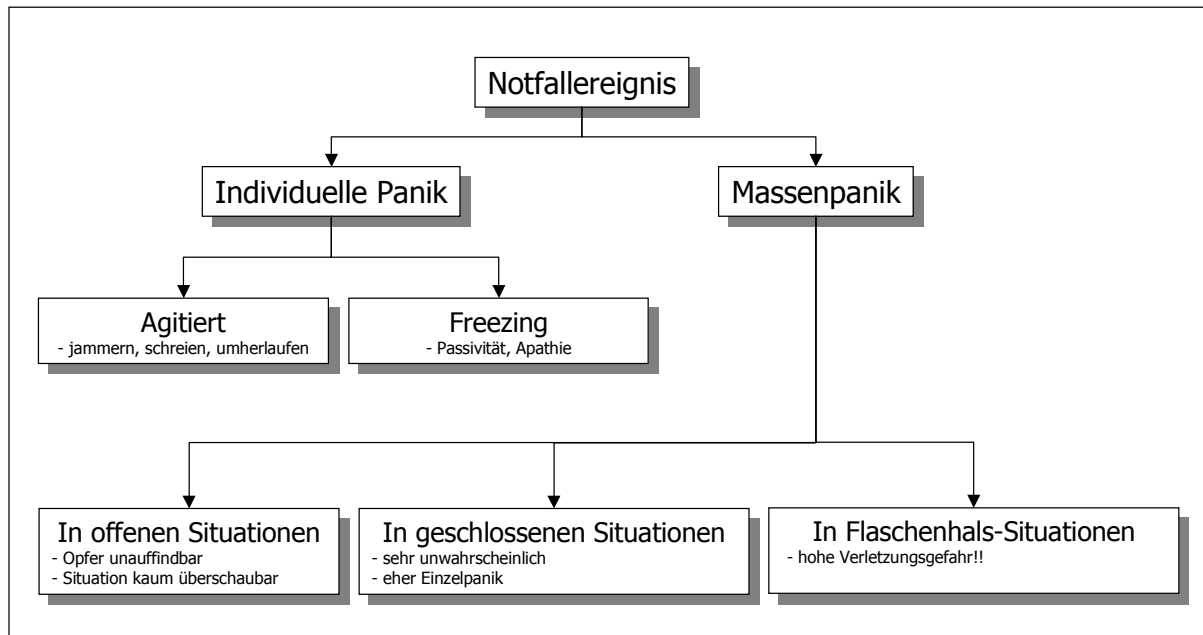 Notfallereignis
Individuelle Panik
Massenpanik
Agitiert
- jammern, schreien, umherlaufen
Freezing
- Passivität, Apathie
In offenen Situationen
- Opfer unauffindbar
- Situation kaum überschaubar
In geschlossenen Situationen
- sehr unwahrscheinlich
- eher Einzelpanik
In Flaschenhals-Situationen
- hohe Verletzungsgefahr!!